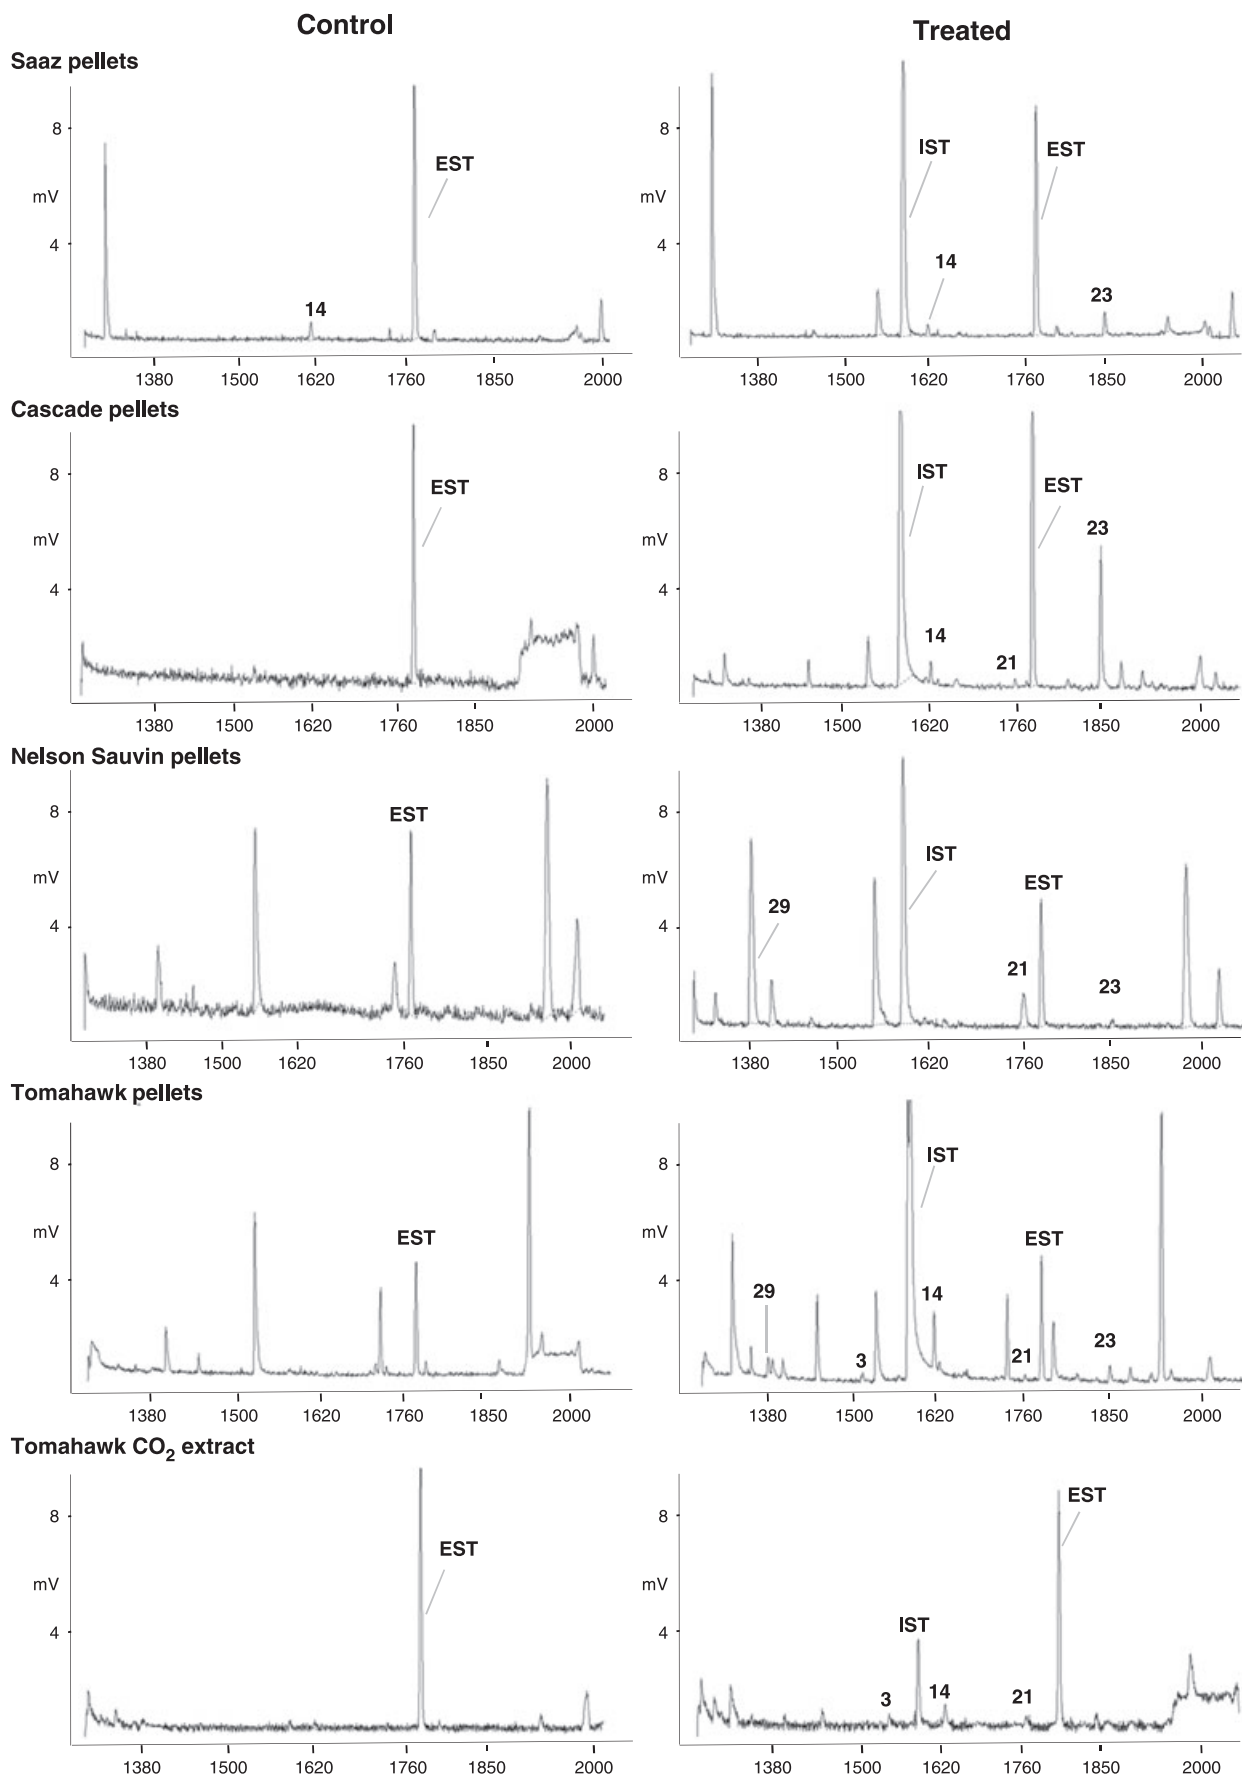 Control
Treated
Saaz pellets
8
mV
4
EST
14
1380 1500 1620 1760 1850 2000
8
mV
4
IST
EST
14
23
1380 1500 1620 1760 1850 2000
Cascade pellets
8
mV
4
EST
1380 1500 1620 1760 1850 2000
8
mV
4
IST
EST
23
14
21
1380 1500 1620 1760 1850 2000
Nelson Sauvin pellets
8
mV
4
EST
1380 1500 1620 1760 1850 2000
8
mV
4
IST
EST
29
21
23
1380 1500 1620 1760 1850 2000
Tomahawk pellets
8
mV
4
EST
1380 1500 1620 1760 1850 2000
8
mV
4
IST
EST
29
14
3
21
23
1380 1500 1620 1760 1850 2000
Tomahawk CO₂ extract
8
mV
4
EST
1380 1500 1620 1760 1850 2000
8
mV
4
EST
IST
3
14
21
1380 1500 1620 1760 1850 2000